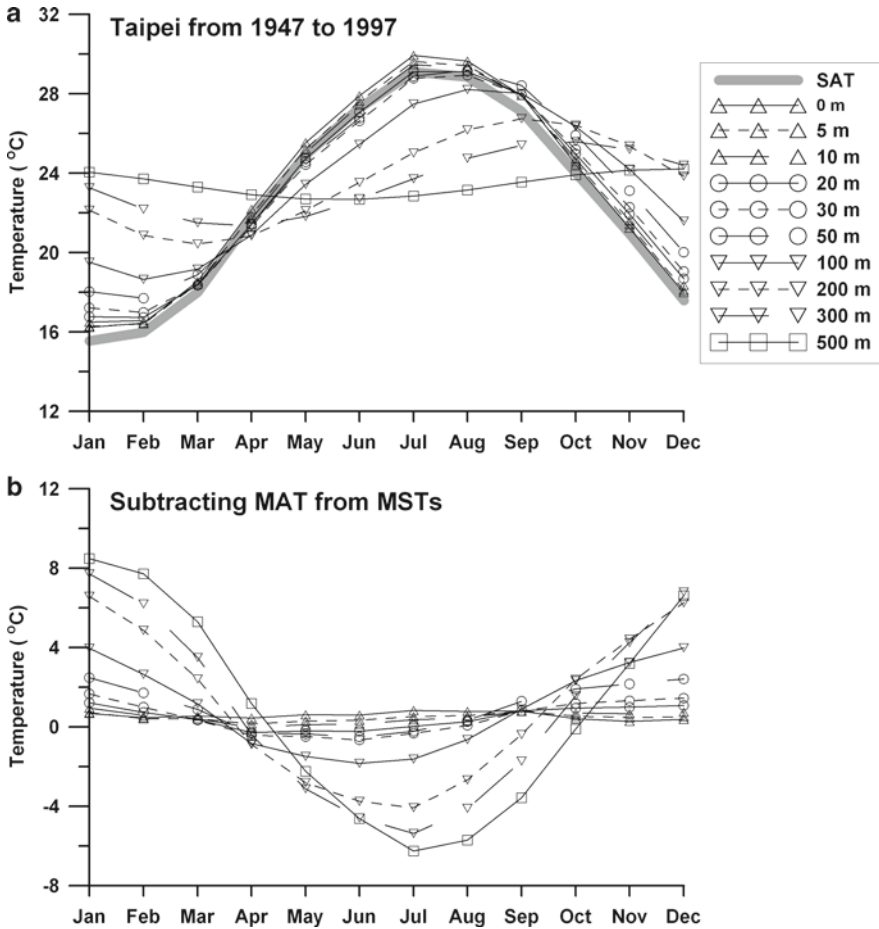 a
Taipei from 1947 to 1997
32
28
24
20
16
12
Temperature ( °C)
Jan Feb Mar Apr May Jun Jul Aug Sep Oct Nov Dec
SAT
0 m
5 m
10 m
20 m
30 m
50 m
100 m
200 m
300 m
500 m
b
Subtracting MAT from MSTs
12
8
4
0
-4
-8
Temperature ( °C)
Jan Feb Mar Apr May Jun Jul Aug Sep Oct Nov Dec